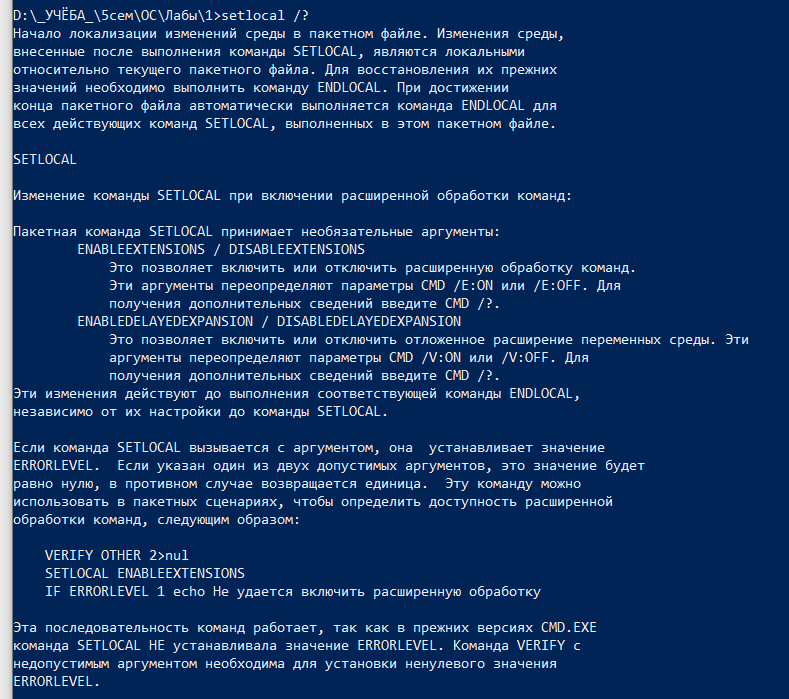 D:\_УЧЁБА_\5сем\ОС\Лабы\1>setlocal /?
Начало локализации изменений среды в пакетном файле. Изменения среды,
внесенные после выполнения команды SETLOCAL, являются локальными
относительно текущего пакетного файла. Для восстановления их прежних
значений необходимо выполнить команду ENDLOCAL. При достижении
конца пакетного файла автоматически выполняется команда ENDLOCAL для
всех действующих команд SETLOCAL, выполненных в этом пакетном файле.

SETLOCAL

Изменение команды SETLOCAL при включении расширенной обработки команд:

Пакетная команда SETLOCAL принимает необязательные аргументы:
        ENABLEEXTENSIONS / DISABLEEXTENSIONS
            Это позволяет включить или отключить расширенную обработку команд.
            Эти аргументы переопределяют параметры CMD /E:ON или /E:OFF. Для
            получения дополнительных сведений введите CMD /?.
        ENABLEDELAYEDEXPANSION / DISABLEDELAYEDEXPANSION
            Это позволяет включить или отключить отложенное расширение переменных среды. Эти
            аргументы переопределяют параметры CMD /V:ON или /V:OFF. Для
            получения дополнительных сведений введите CMD /?.
Эти изменения действуют до выполнения соответствующей команды ENDLOCAL,
независимо от их настройки до команды SETLOCAL.

Если команда SETLOCAL вызывается с аргументом, она  устанавливает значение
ERRORLEVEL.  Если указан один из двух допустимых аргументов, это значение будет
равно нулю, в противном случае возвращается единица.  Эту команду можно
использовать в пакетных сценариях, чтобы определить доступность расширенной
обработки команд, следующим образом:

    VERIFY OTHER 2>nul
    SETLOCAL ENABLEEXTENSIONS
    IF ERRORLEVEL 1 echo Не удается включить расширенную обработку

Эта последовательность команд работает, так как в прежних версиях CMD.EXE
команда SETLOCAL НЕ устанавливала значение ERRORLEVEL. Команда VERIFY с
недопустимым аргументом необходима для установки ненулевого значения
ERRORLEVEL.